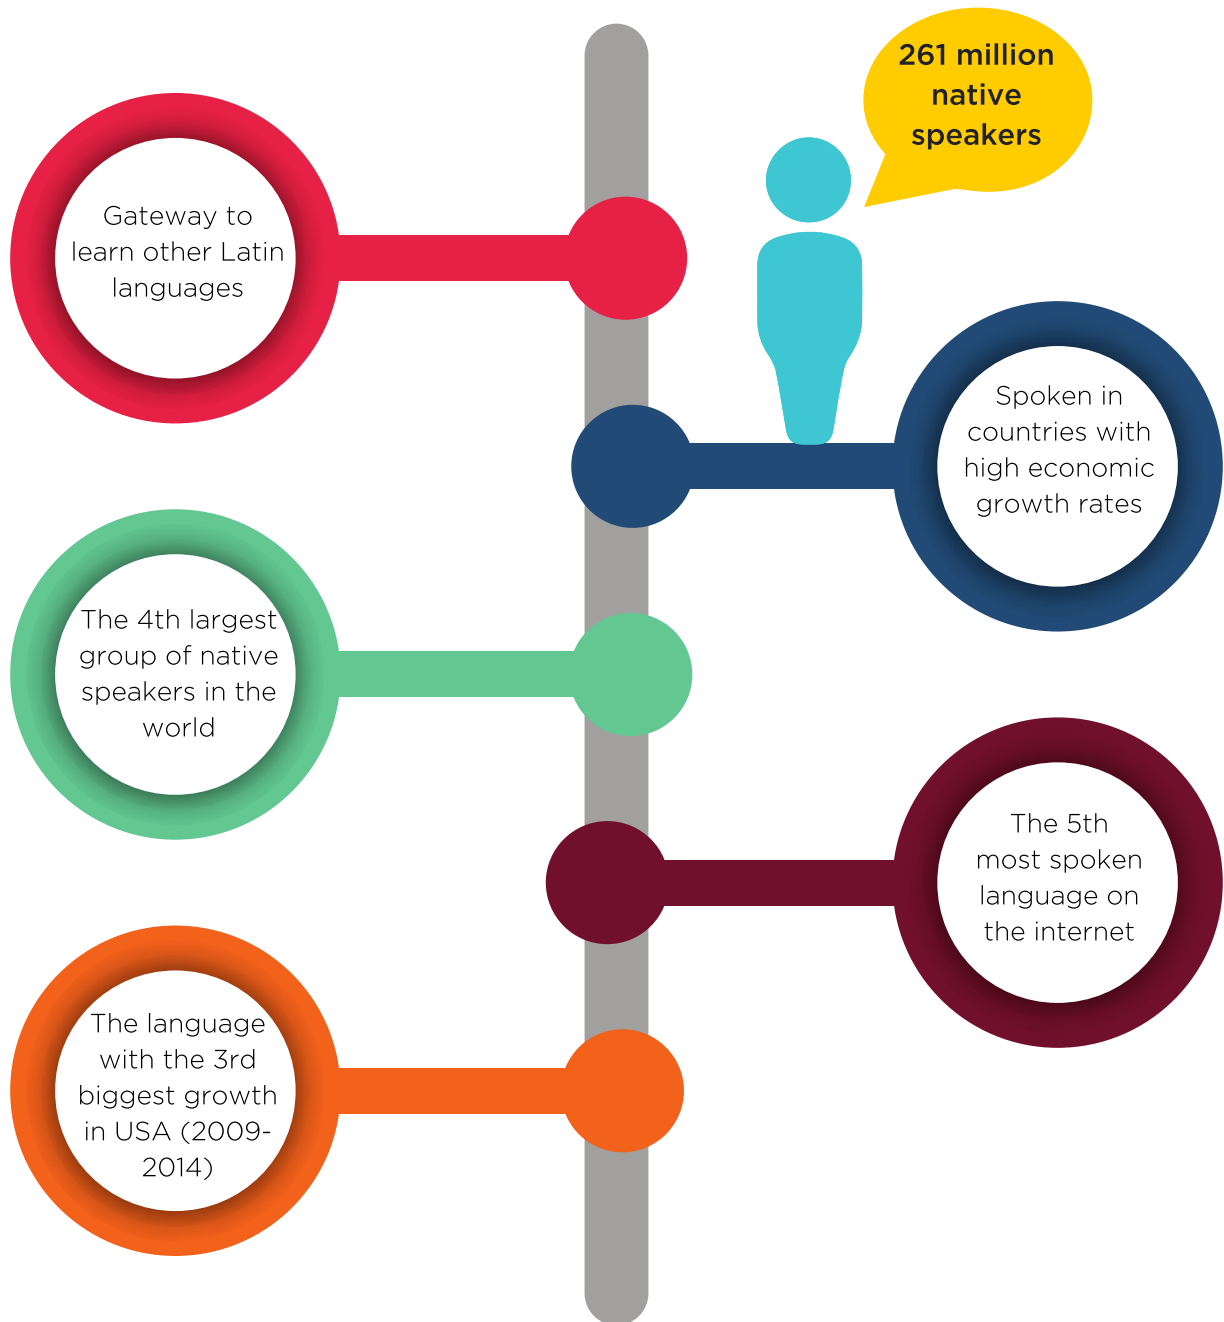 261 million
native
speakers
Gateway to
learn other Latin
languages
Spoken in
countries with
high economic
growth rates
The 4th largest
group of native
speakers in the
world
The 5th
most spoken
language on
the internet
The language
with the 3rd
biggest growth
in USA (2009-
2014)